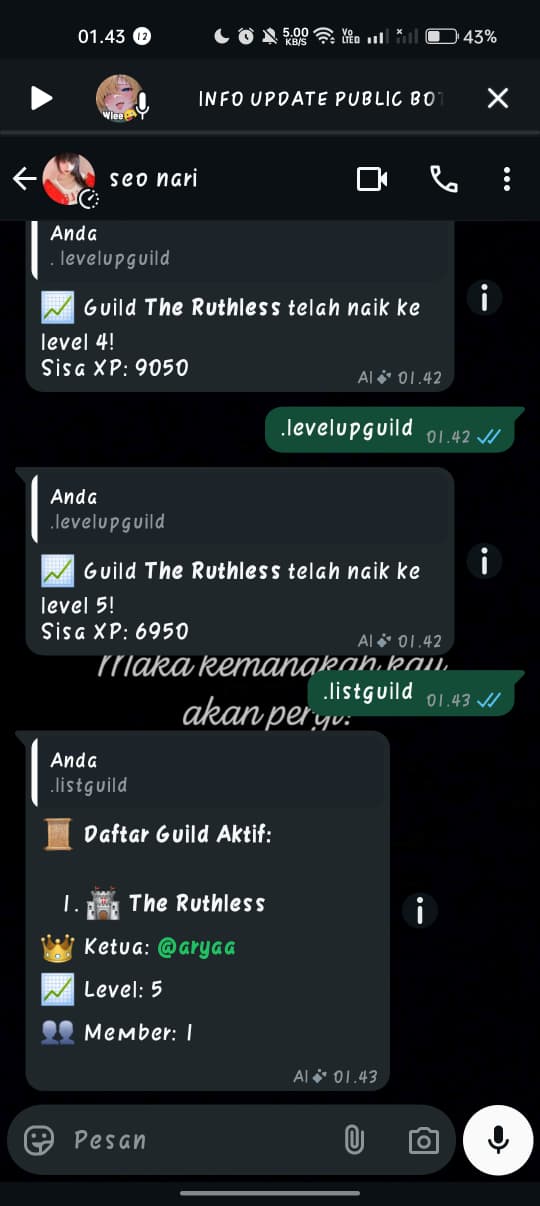 01.43 12 5.00 KB/S Vo LTE 43%
Wlee
INFO UPDATE PUBLIC BOT
seo nari
Anda
. levelupguild
Guild The Ruthless telah naik ke
level 4!
Sisa XP: 9050
AI 01.42
.levelupguild 01.42
Anda
.levelupguild
Guild The Ruthless telah naik ke
level 5!
Sisa XP: 6950
AI 01.42
Maka kemanakah kau
akan pergi?
.listguild 01.43
Anda
.listguild
Daftar Guild Aktif:
1. The Ruthless
Ketua: @aryaa
Level: 5
Member: 1
AI 01.43
Pesan